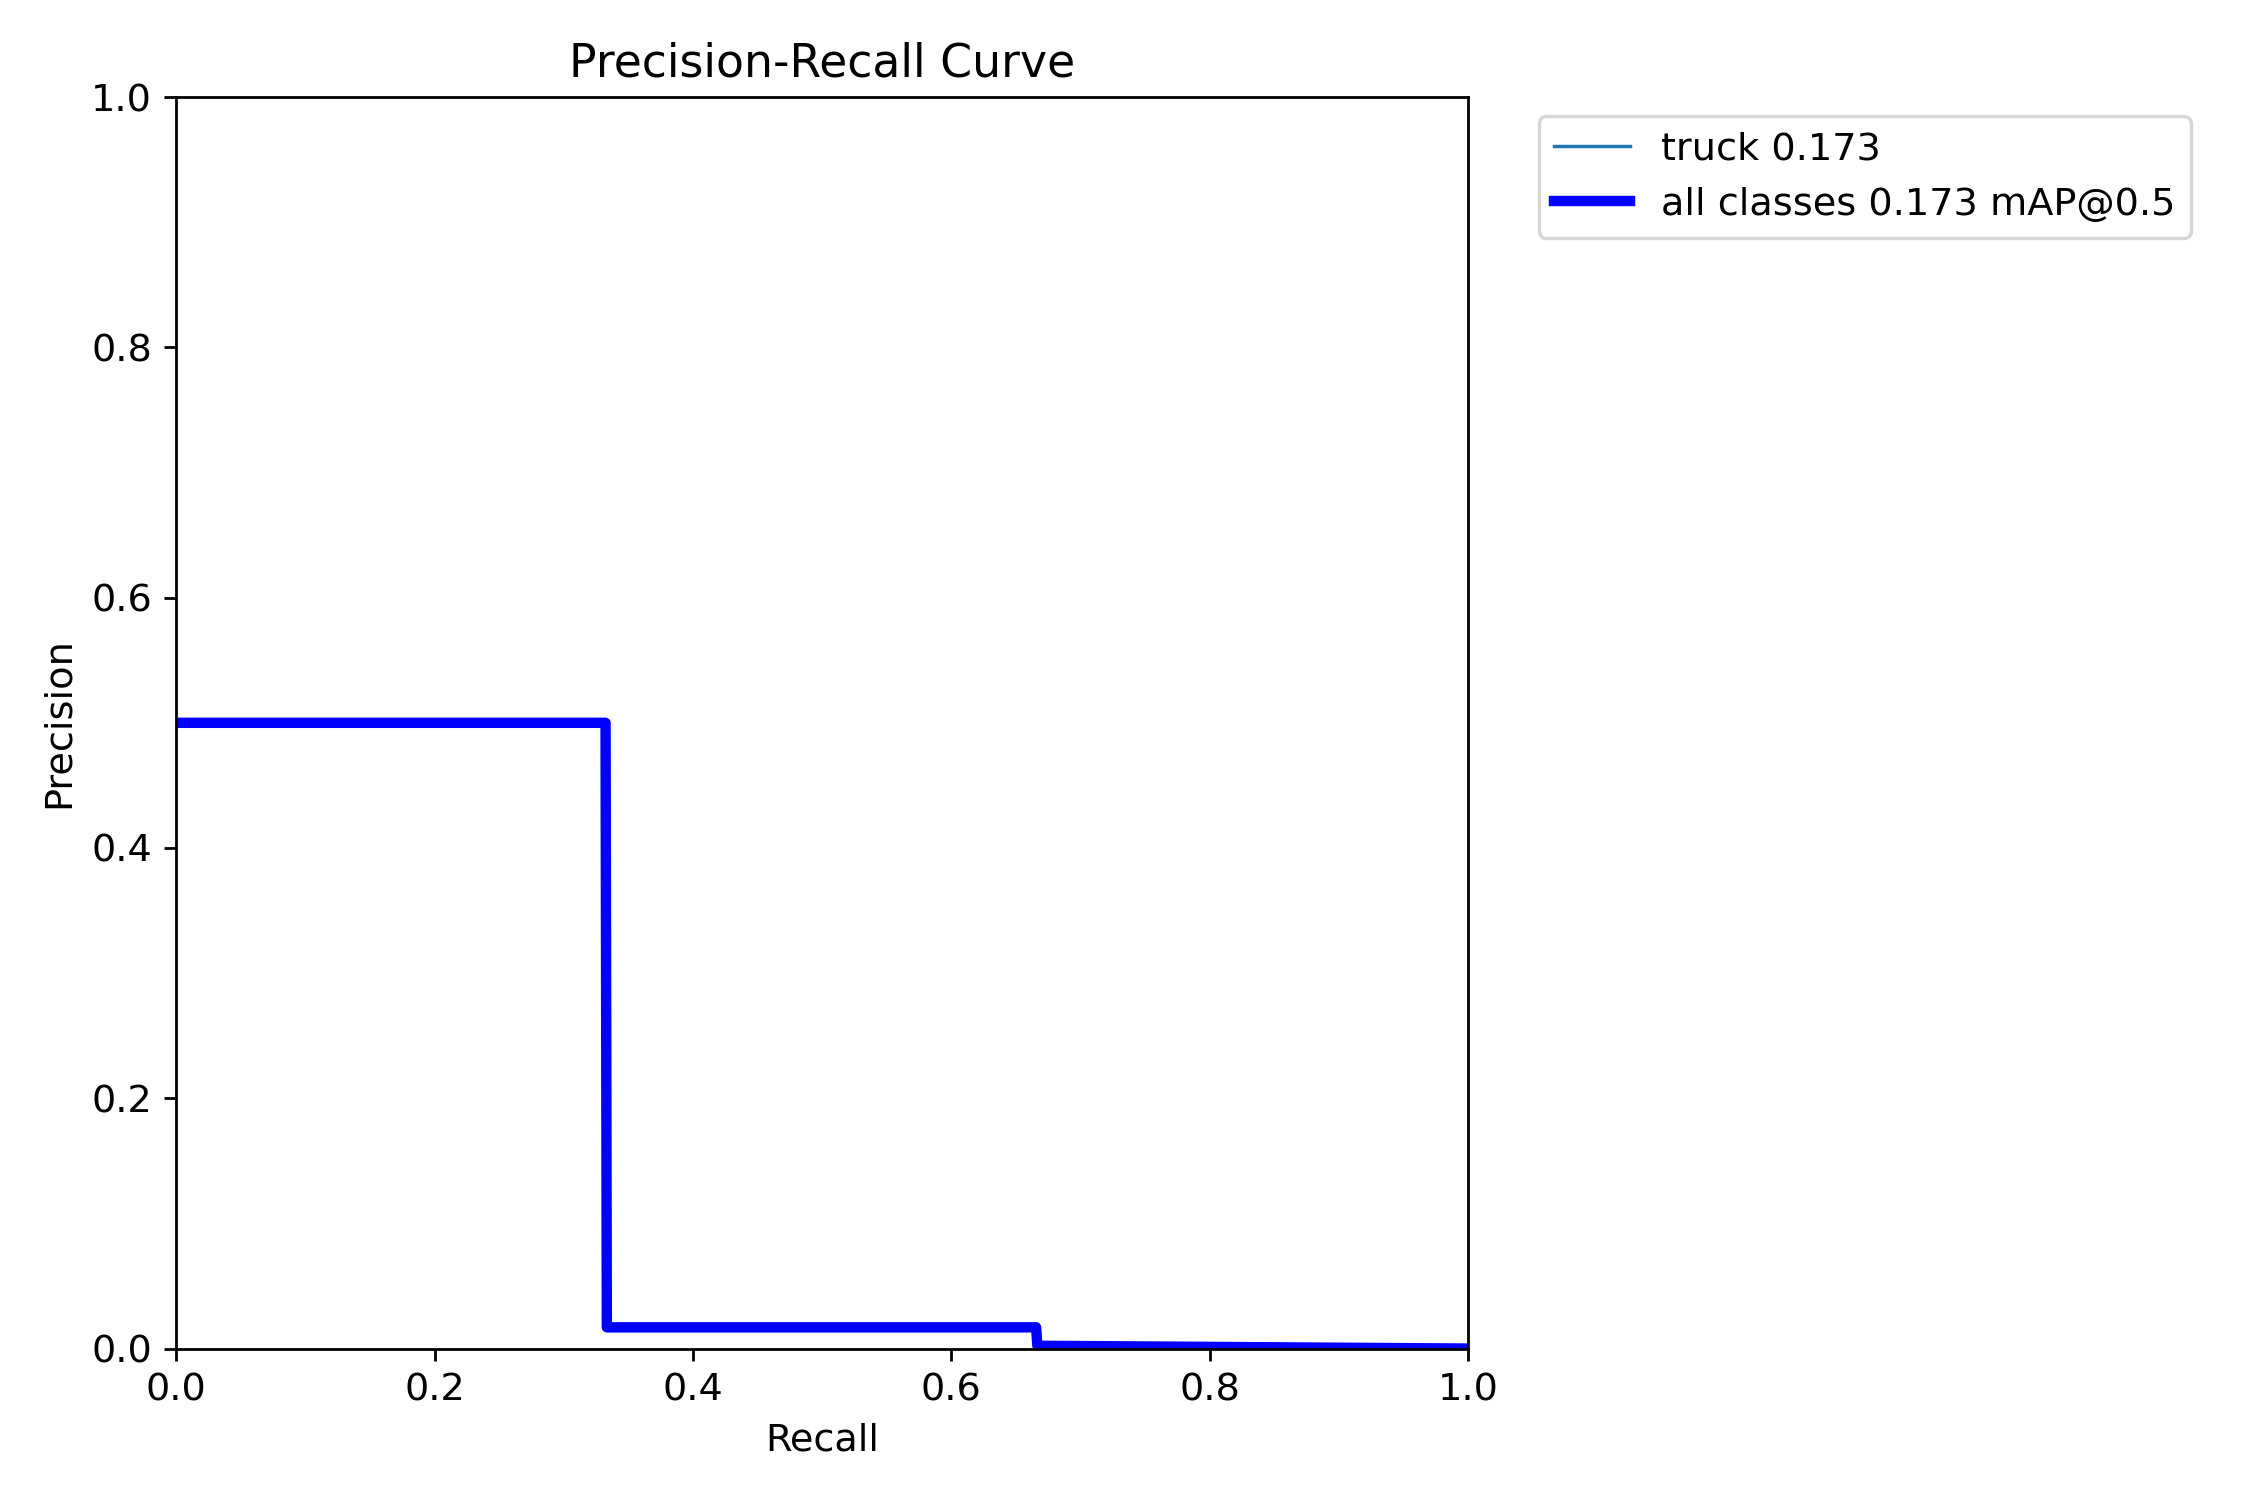 Precision-Recall Curve
1.0
0.8
0.6
0.4
0.2
0.0
Precision
0.0 0.2 0.4 0.6 0.8 1.0
Recall
truck 0.173
all classes 0.173 mAP@0.5